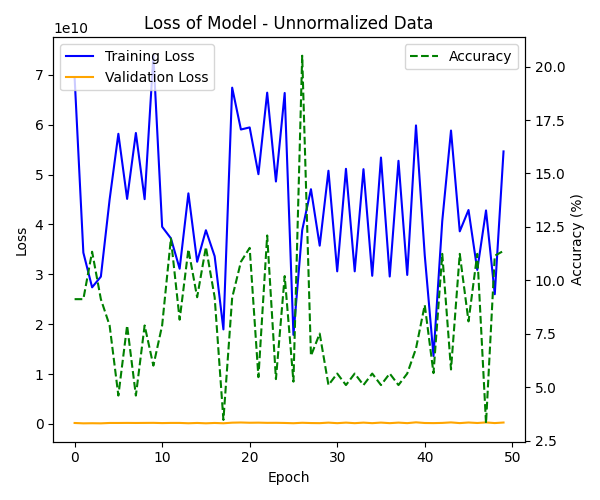 Loss of Model - Unnormalized Data
1e10
Training Loss
Validation Loss
Accuracy
7
6
5
4
3
2
1
0
Loss
20.0
17.5
15.0
12.5
10.0
7.5
5.0
2.5
Accuracy (%)
0 10 20 30 40 50
Epoch